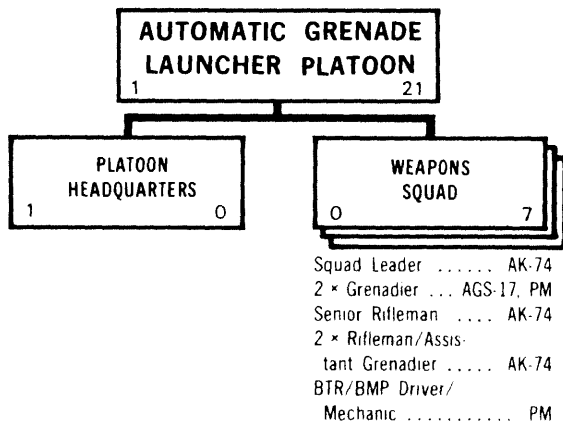 AUTOMATIC GRENADE
LAUNCHER PLATOON
1 21
PLATOON
HEADQUARTERS
1 0
WEAPONS
SQUAD
0 7
Squad Leader ...... AK-74
2 × Grenadier ... AGS-17, PM
Senior Rifleman .... AK-74
2 × Rifleman/Assis-
tant Grenadier ..... AK-74
BTR/BMP Driver/
Mechanic ........... PM